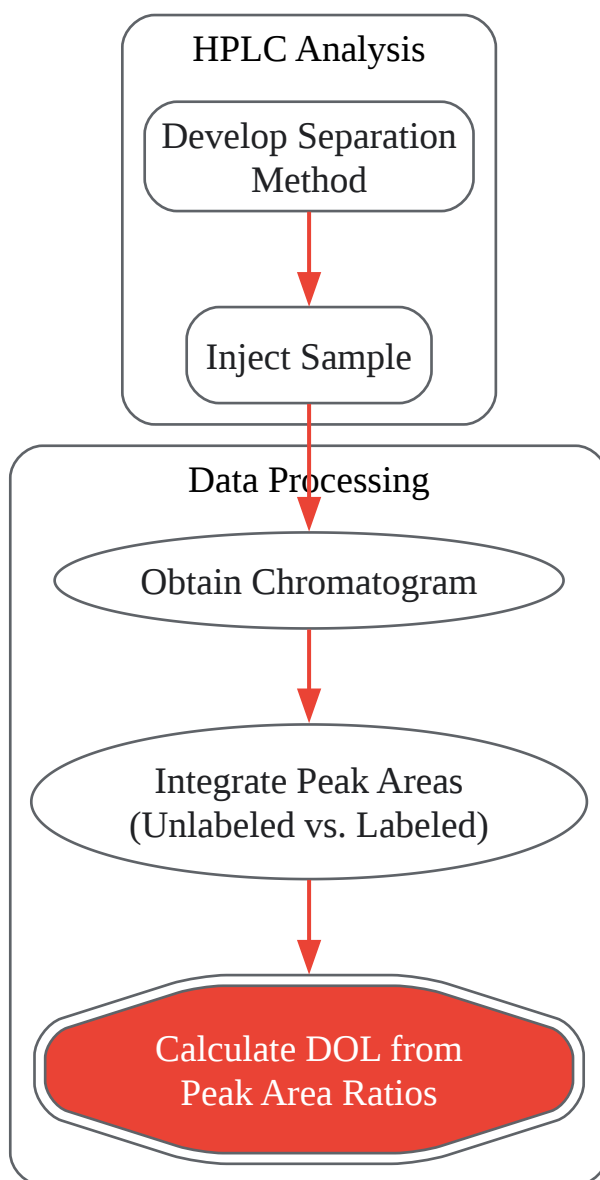 HPLC Analysis
Develop Separation
Method
Inject Sample
Data Processing
Obtain Chromatogram
Integrate Peak Areas
(Unlabeled vs. Labeled)
Calculate DOL from
Peak Area Ratios